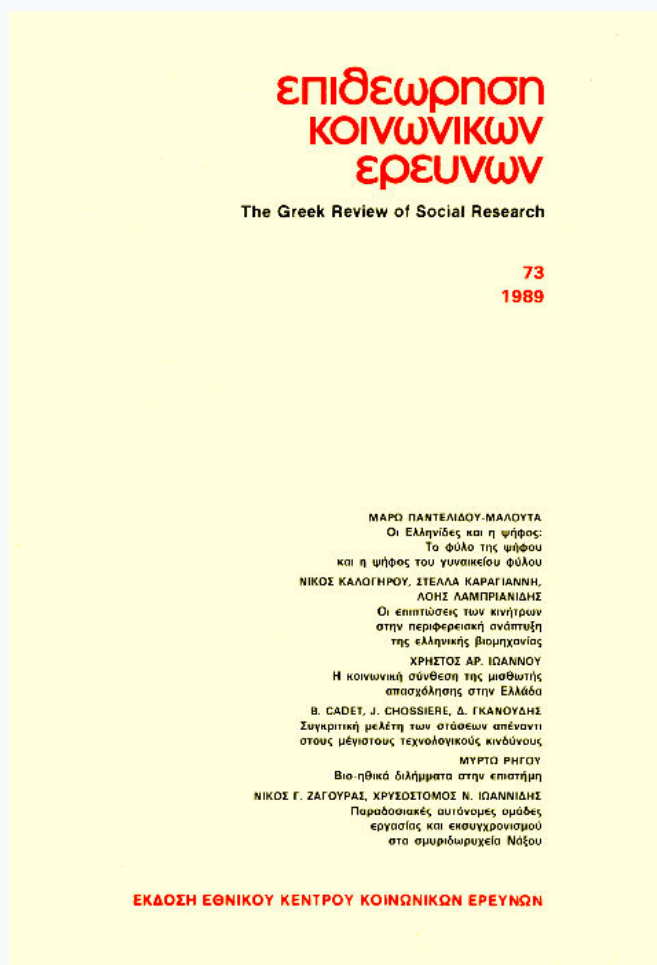 επιθεωρηση
κοινωνικων
ερευνων
The Greek Review of Social Research
73
1989
ΜΑΡΩ ΠΑΝΤΕΛΙΔΟΥ-ΜΑΛΟΥΤΑ
Οι Ελληνίδες και η ψήφος:
Το φύλο της ψήφου
και η ψήφος του γυναικείου φύλου
ΝΙΚΟΣ ΚΑΛΟΓΗΡΟΥ, ΣΤΕΛΛΑ ΚΑΡΑΓΙΑΝΝΗ,
ΛΟΗΣ ΛΑΜΠΡΙΑΝΙΔΗΣ
Οι επιπτώσεις των κινήτρων
στην περιφερειακή ανάπτυξη
της ελληνικής βιομηχανίας
ΧΡΗΣΤΟΣ ΑΡ. ΙΩΑΝΝΟΥ
Η κοινωνική σύνθεση της μισθωτής
απασχόλησης στην Ελλάδα
B. CADET, J. CHOSSIERE, Δ. ΓΚΑΝΟΥΔΗΣ
Συγκριτική μελέτη των στάσεων απέναντι
στους μέγιστους τεχνολογικούς κινδύνους
ΜΥΡΤΩ ΡΗΓΟΥ
Βιο-ηθικά διλήμματα στην επιστήμη
ΝΙΚΟΣ Γ. ΖΑΓΟΥΡΑΣ, ΧΡΥΣΟΣΤΟΜΟΣ Ν. ΙΩΑΝΝΙΔΗΣ
Παραδοσιακές αυτόνομες ομάδες
εργασίας και εκσυγχρονισμού
στα σμυριδωρυχεία Νάξου
ΕΚΔΟΣΗ ΕΘΝΙΚΟΥ ΚΕΝΤΡΟΥ ΚΟΙΝΩΝΙΚΩΝ ΕΡΕΥΝΩΝ